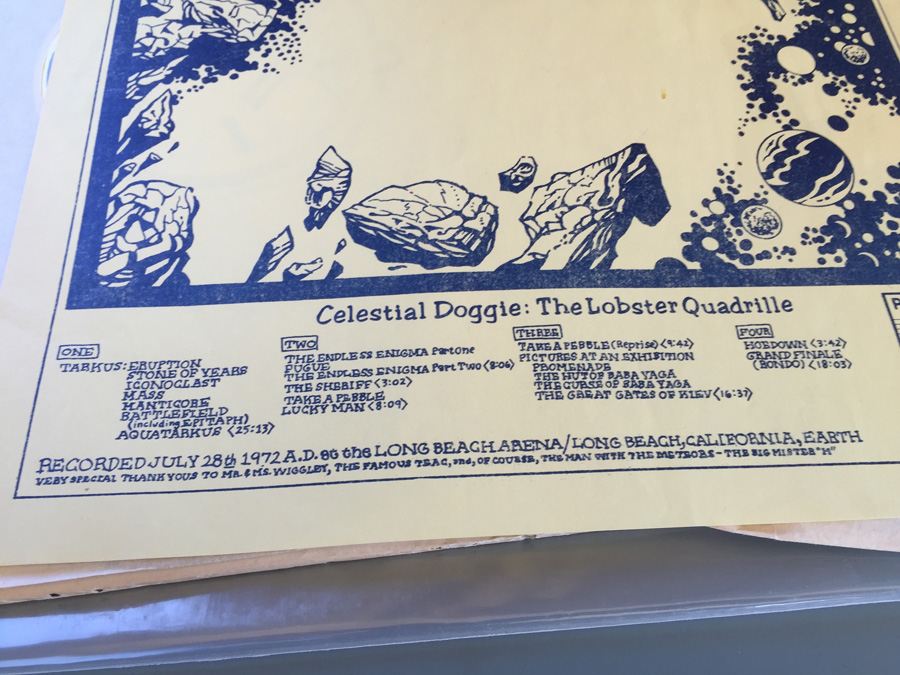 Celestial Doggie: The Lobster Quadrille
ONE
TARKUS: ERUPTION
STONE OF YEARS
ICONOCLAST
MASS
MANTICORE
BATTLEFIELD
(including EPITAPH)
AQUATARKUS <25:13>
TWO
THE ENDLESS ENIGMA Part One
FUGUE
THE ENDLESS ENIGMA Part Two <8:06>
THE SHERIFF <3:02>
TAKE A PEBBLE
LUCKY MAN <8:09>
THREE
TAKE A PEBBLE (Reprise) <9:42>
PICTURES AT AN EXHIBITION
PROMENADE
THE HUT OF BABA YAGA
THE CURSE OF BABA YAGA
THE GREAT GATES OF KIEV <16:37>
FOUR
HOEDOWN <3:42>
GRAND FINALE
(RONDO) <18:03>
RECORDED JULY 28th 1972 A.D. at the LONG BEACH ARENA/LONG BEACH, CALIFORNIA, EARTH
VERY SPECIAL THANK YOUS TO MR. & MS. WIGGLEY, THE FAMOUS TEAC, and, OF COURSE, THE MAN WITH THE METEORS - THE BIG MISTER "M"